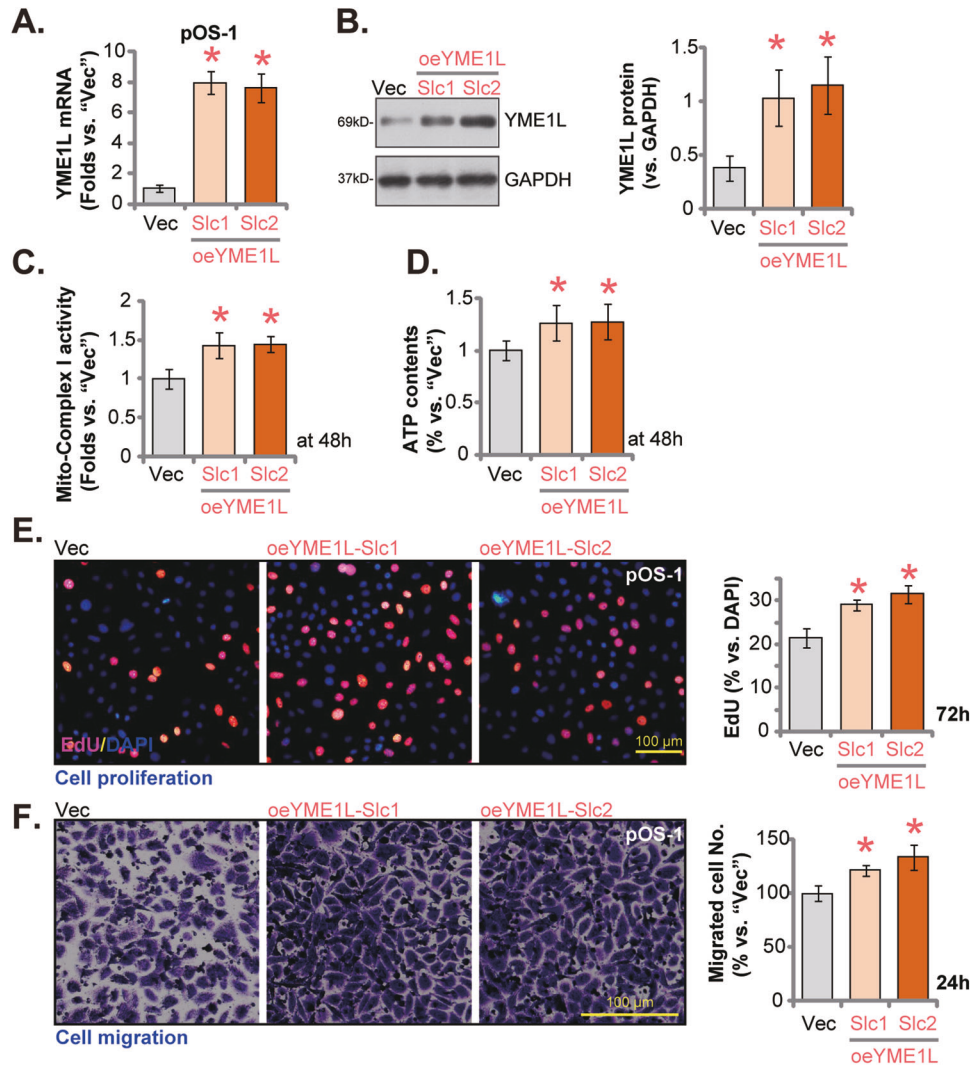 A.
pOS-1
YME1L mRNA
(Folds vs. “Vec”)
10
8
6
4
2
0
*
*
Vec
Slc1
Slc2
oeYME1L
B.
oeYME1L
Vec Slc1 Slc2
69kD-
YME1L
37kD-
GAPDH
YME1L protein
(vs. GAPDH)
1.5
1
0.5
0
*
*
Vec
Slc1
Slc2
oeYME1L
C.
Mito-Complex I activity
(Folds vs. “Vec”)
2
1.5
1
0.5
0
*
*
at 48h
Vec
Slc1
Slc2
oeYME1L
D.
ATP contents
(% vs. “Vec”)
1.5
1
0.5
0
*
*
at 48h
Vec
Slc1
Slc2
oeYME1L
E.
Vec
oeYME1L-Slc1
oeYME1L-Slc2
pOS-1
EdU/DAPI
100 µm
Cell proliferation
EdU (% vs. DAPI)
30
20
10
0
*
*
72h
Vec
Slc1
Slc2
oeYME1L
F.
Vec
oeYME1L-Slc1
oeYME1L-Slc2
pOS-1
100 µm
Cell migration
Migrated cell No.
(% vs. “Vec”)
150
100
50
0
*
*
24h
Vec
Slc1
Slc2
oeYME1L